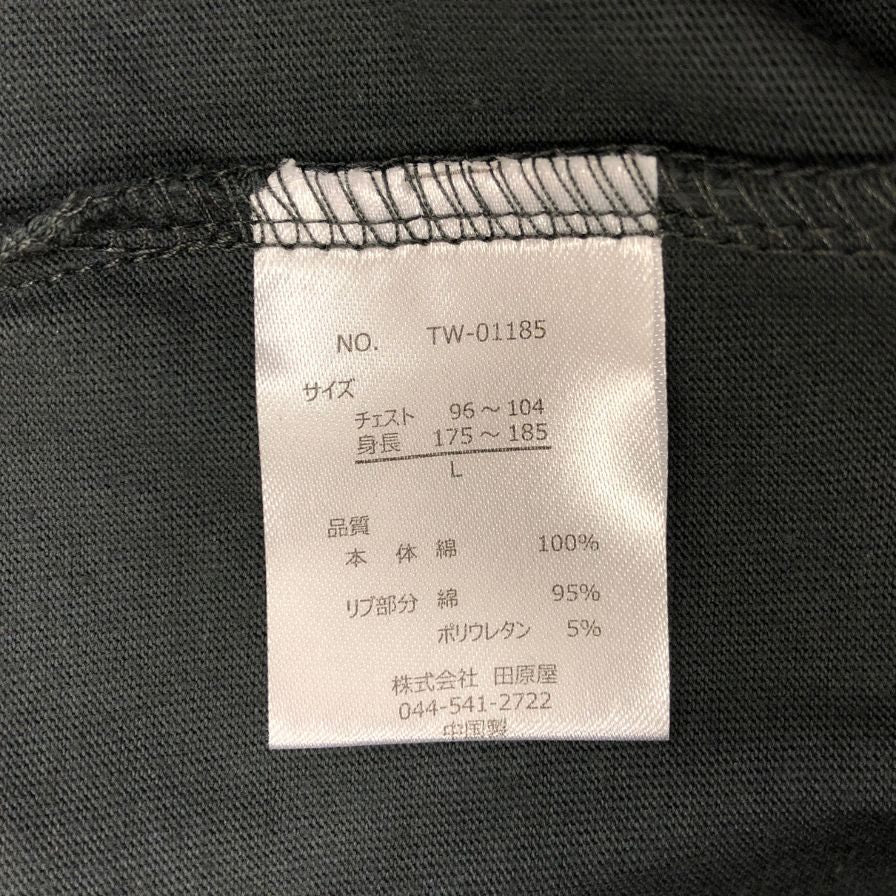 NO. TW-01185
サイズ
チェスト 96～104
身長 175～185
L
品質
本 体 綿 100%
リブ部分 綿 95%
ポリウレタン 5%
株式会社 田原屋
044-541-2722
中国製